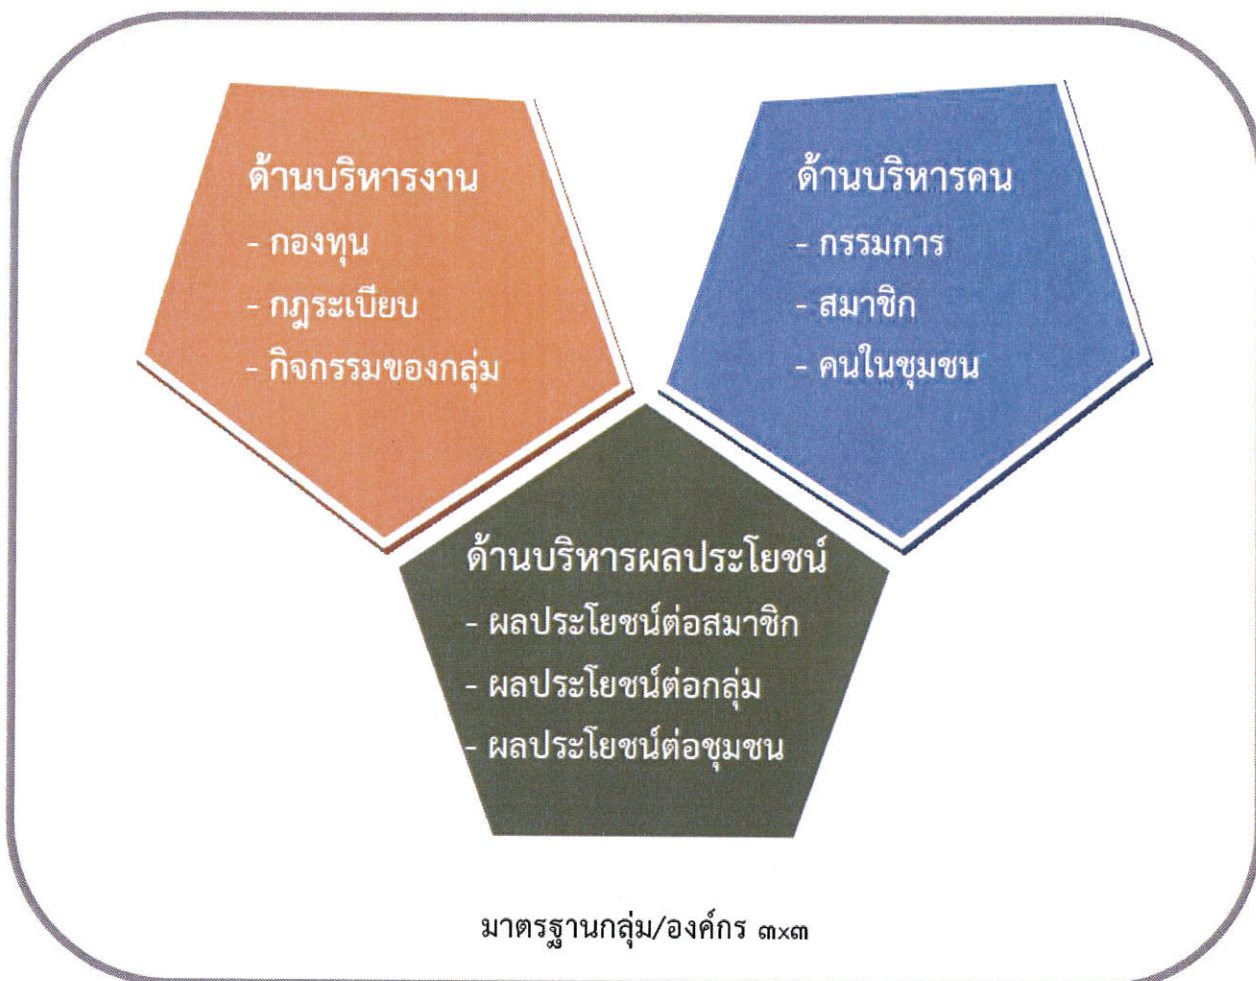 ด้านบริหารงาน
- กองทุน
- กฎระเบียบ
- กิจกรรมของกลุ่ม
ด้านบริหารคน
- กรรมการ
- สมาชิก
- คนในชุมชน
ด้านบริหารผลประโยชน์
- ผลประโยชน์ต่อสมาชิก
- ผลประโยชน์ต่อกลุ่ม
- ผลประโยชน์ต่อชุมชน
มาตรฐานกลุ่ม/องค์กร ๓x๓